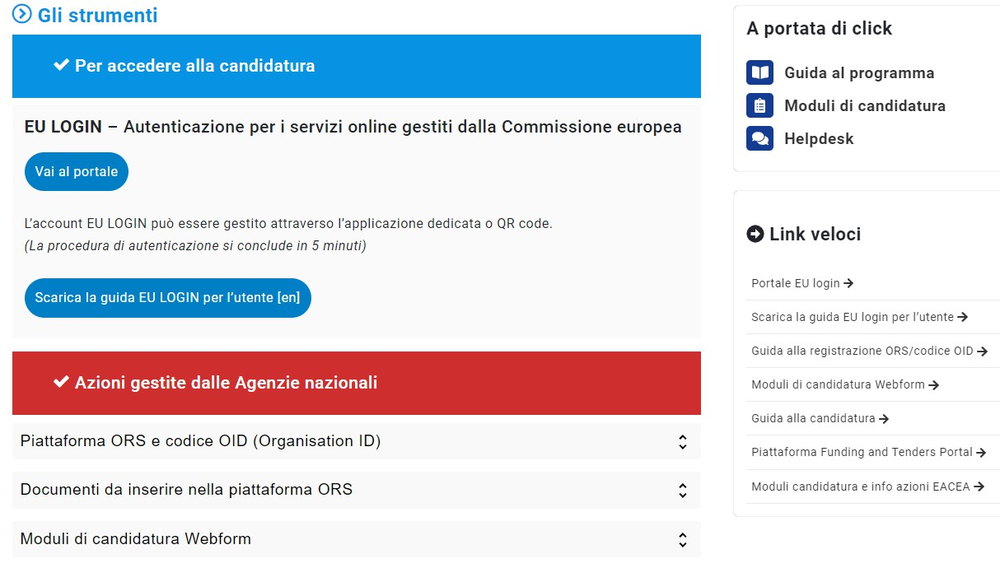 Gli strumenti
Per accedere alla candidatura
EU LOGIN – Autenticazione per i servizi online gestiti dalla Commissione europea
Vai al portale
L’account EU LOGIN può essere gestito attraverso l’applicazione dedicata o QR code.
(La procedura di autenticazione si conclude in 5 minuti)
Scarica la guida EU LOGIN per l’utente [en]
Azioni gestite dalle Agenzie nazionali
Piattaforma ORS e codice OID (Organisation ID)
Documenti da inserire nella piattaforma ORS
Moduli di candidatura Webform
A portata di click
Guida al programma
Moduli di candidatura
Helpdesk
Link veloci
Portale EU login
Scarica la guida EU login per l’utente
Guida alla registrazione ORS/codice OID
Moduli di candidatura Webform
Guida alla candidatura
Piattaforma Funding and Tenders Portal
Moduli candidatura e info azioni EACEA